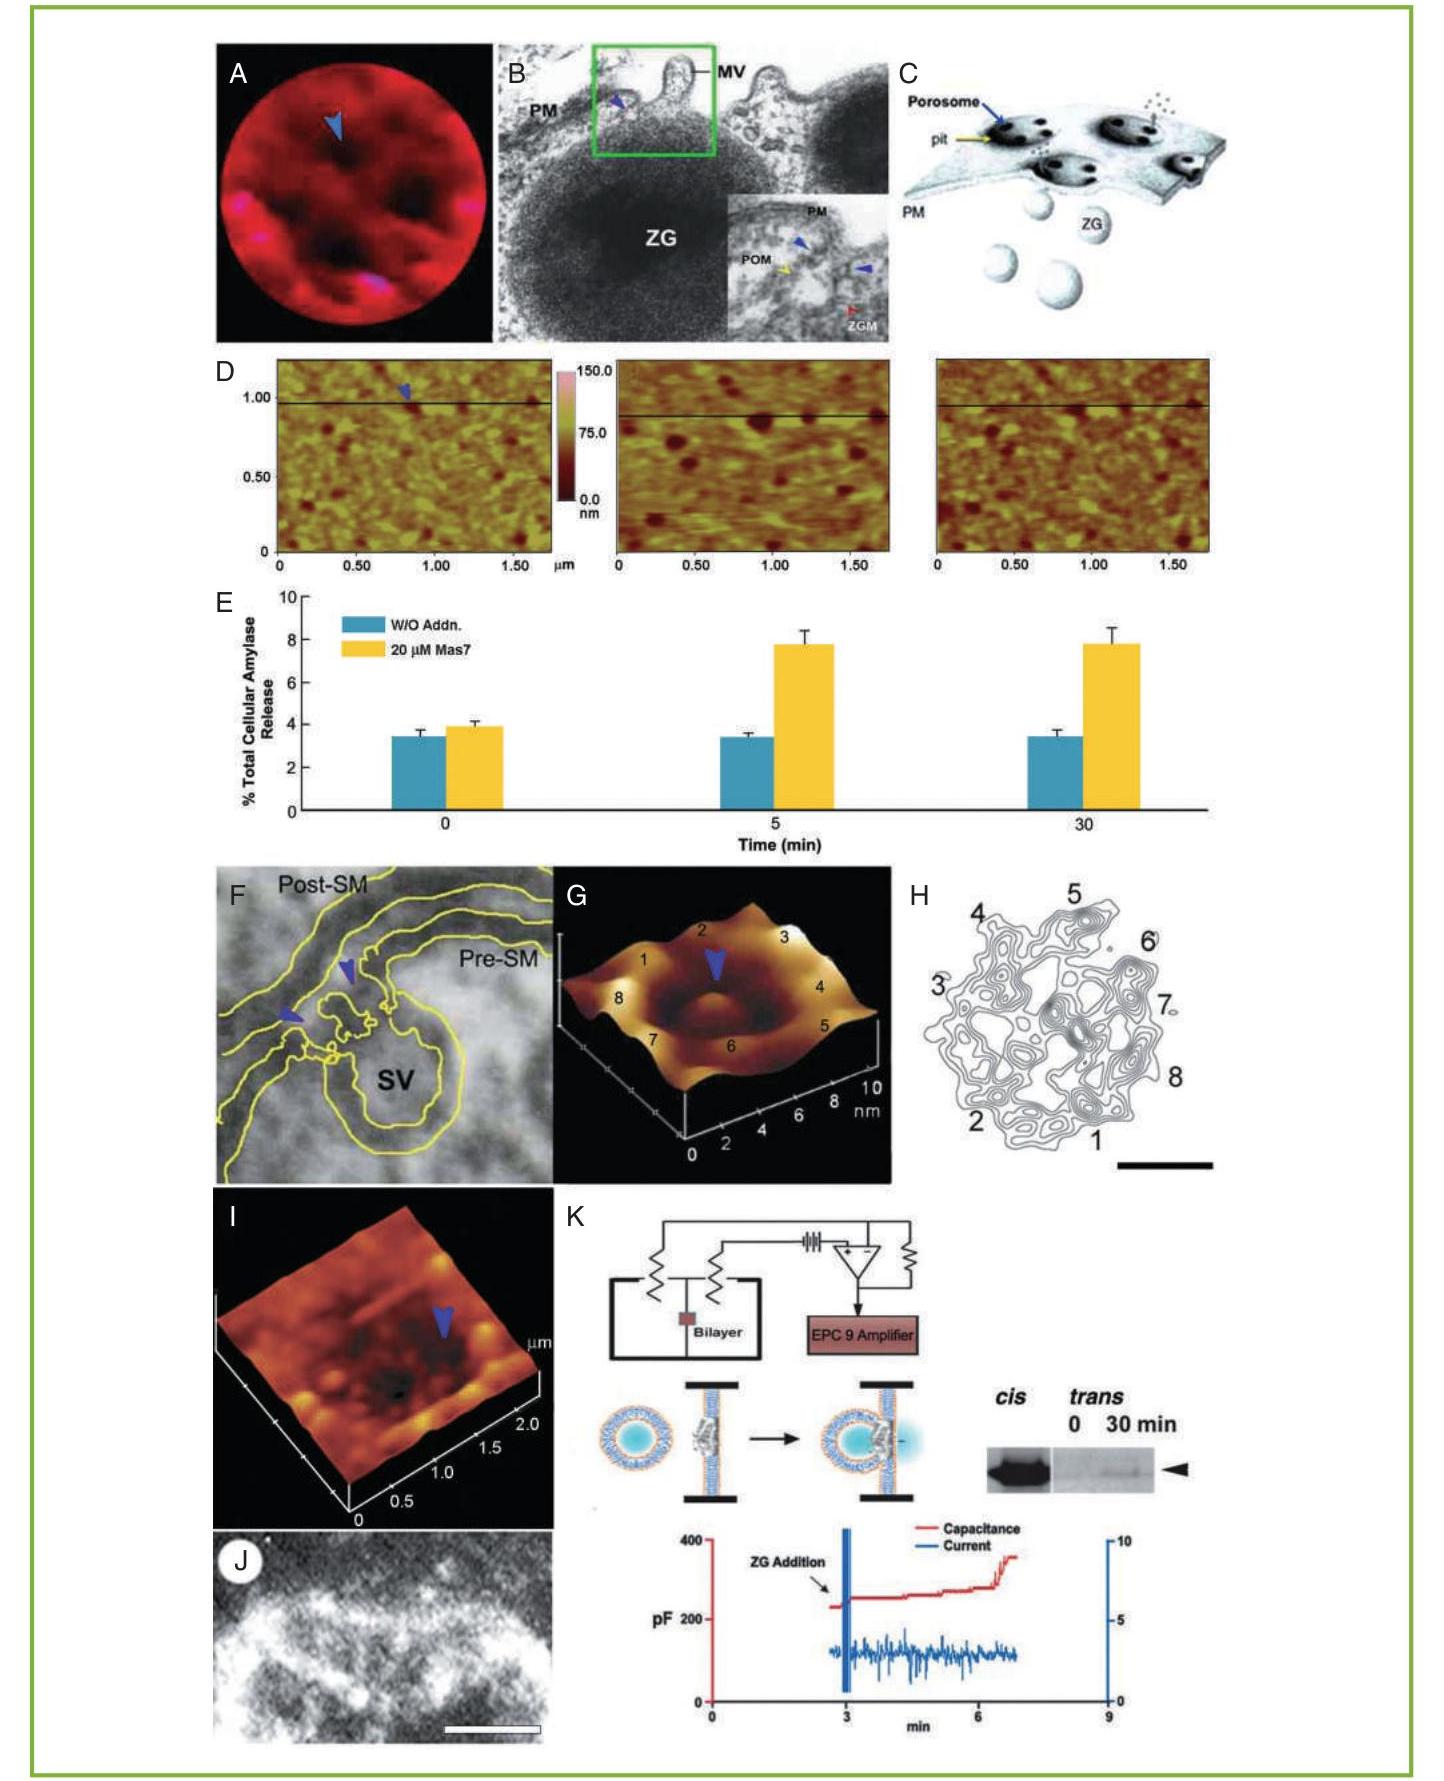 A
B
MV
PM
ZG
PM
POM
ZGM
C
Porosome
pit
PM
ZG
D
1.00
0.50
0
0
0.50
1.00
1.50
µm
150.0
75.0
0.0
nm
0
0.50
1.00
1.50
0
0.50
1.00
1.50
E
% Total Cellular Amylase
Release
10
8
6
4
2
0
W/O Addn.
20 µM Mas7
0
5
30
Time (min)
F
Post-SM
Pre-SM
SV
G
1
2
3
4
5
6
7
8
0
2
4
6
8
10
nm
H
5
4
6
3
7
8
2
1
I
µm
2.0
1.5
1.0
0.5
0
J
K
+ −
Bilayer
EPC 9 Amplifier
cis trans
0 30 min
400
200
0
pF
ZG Addition
Capacitance
Current
10
5
0
0
3
6
9
min